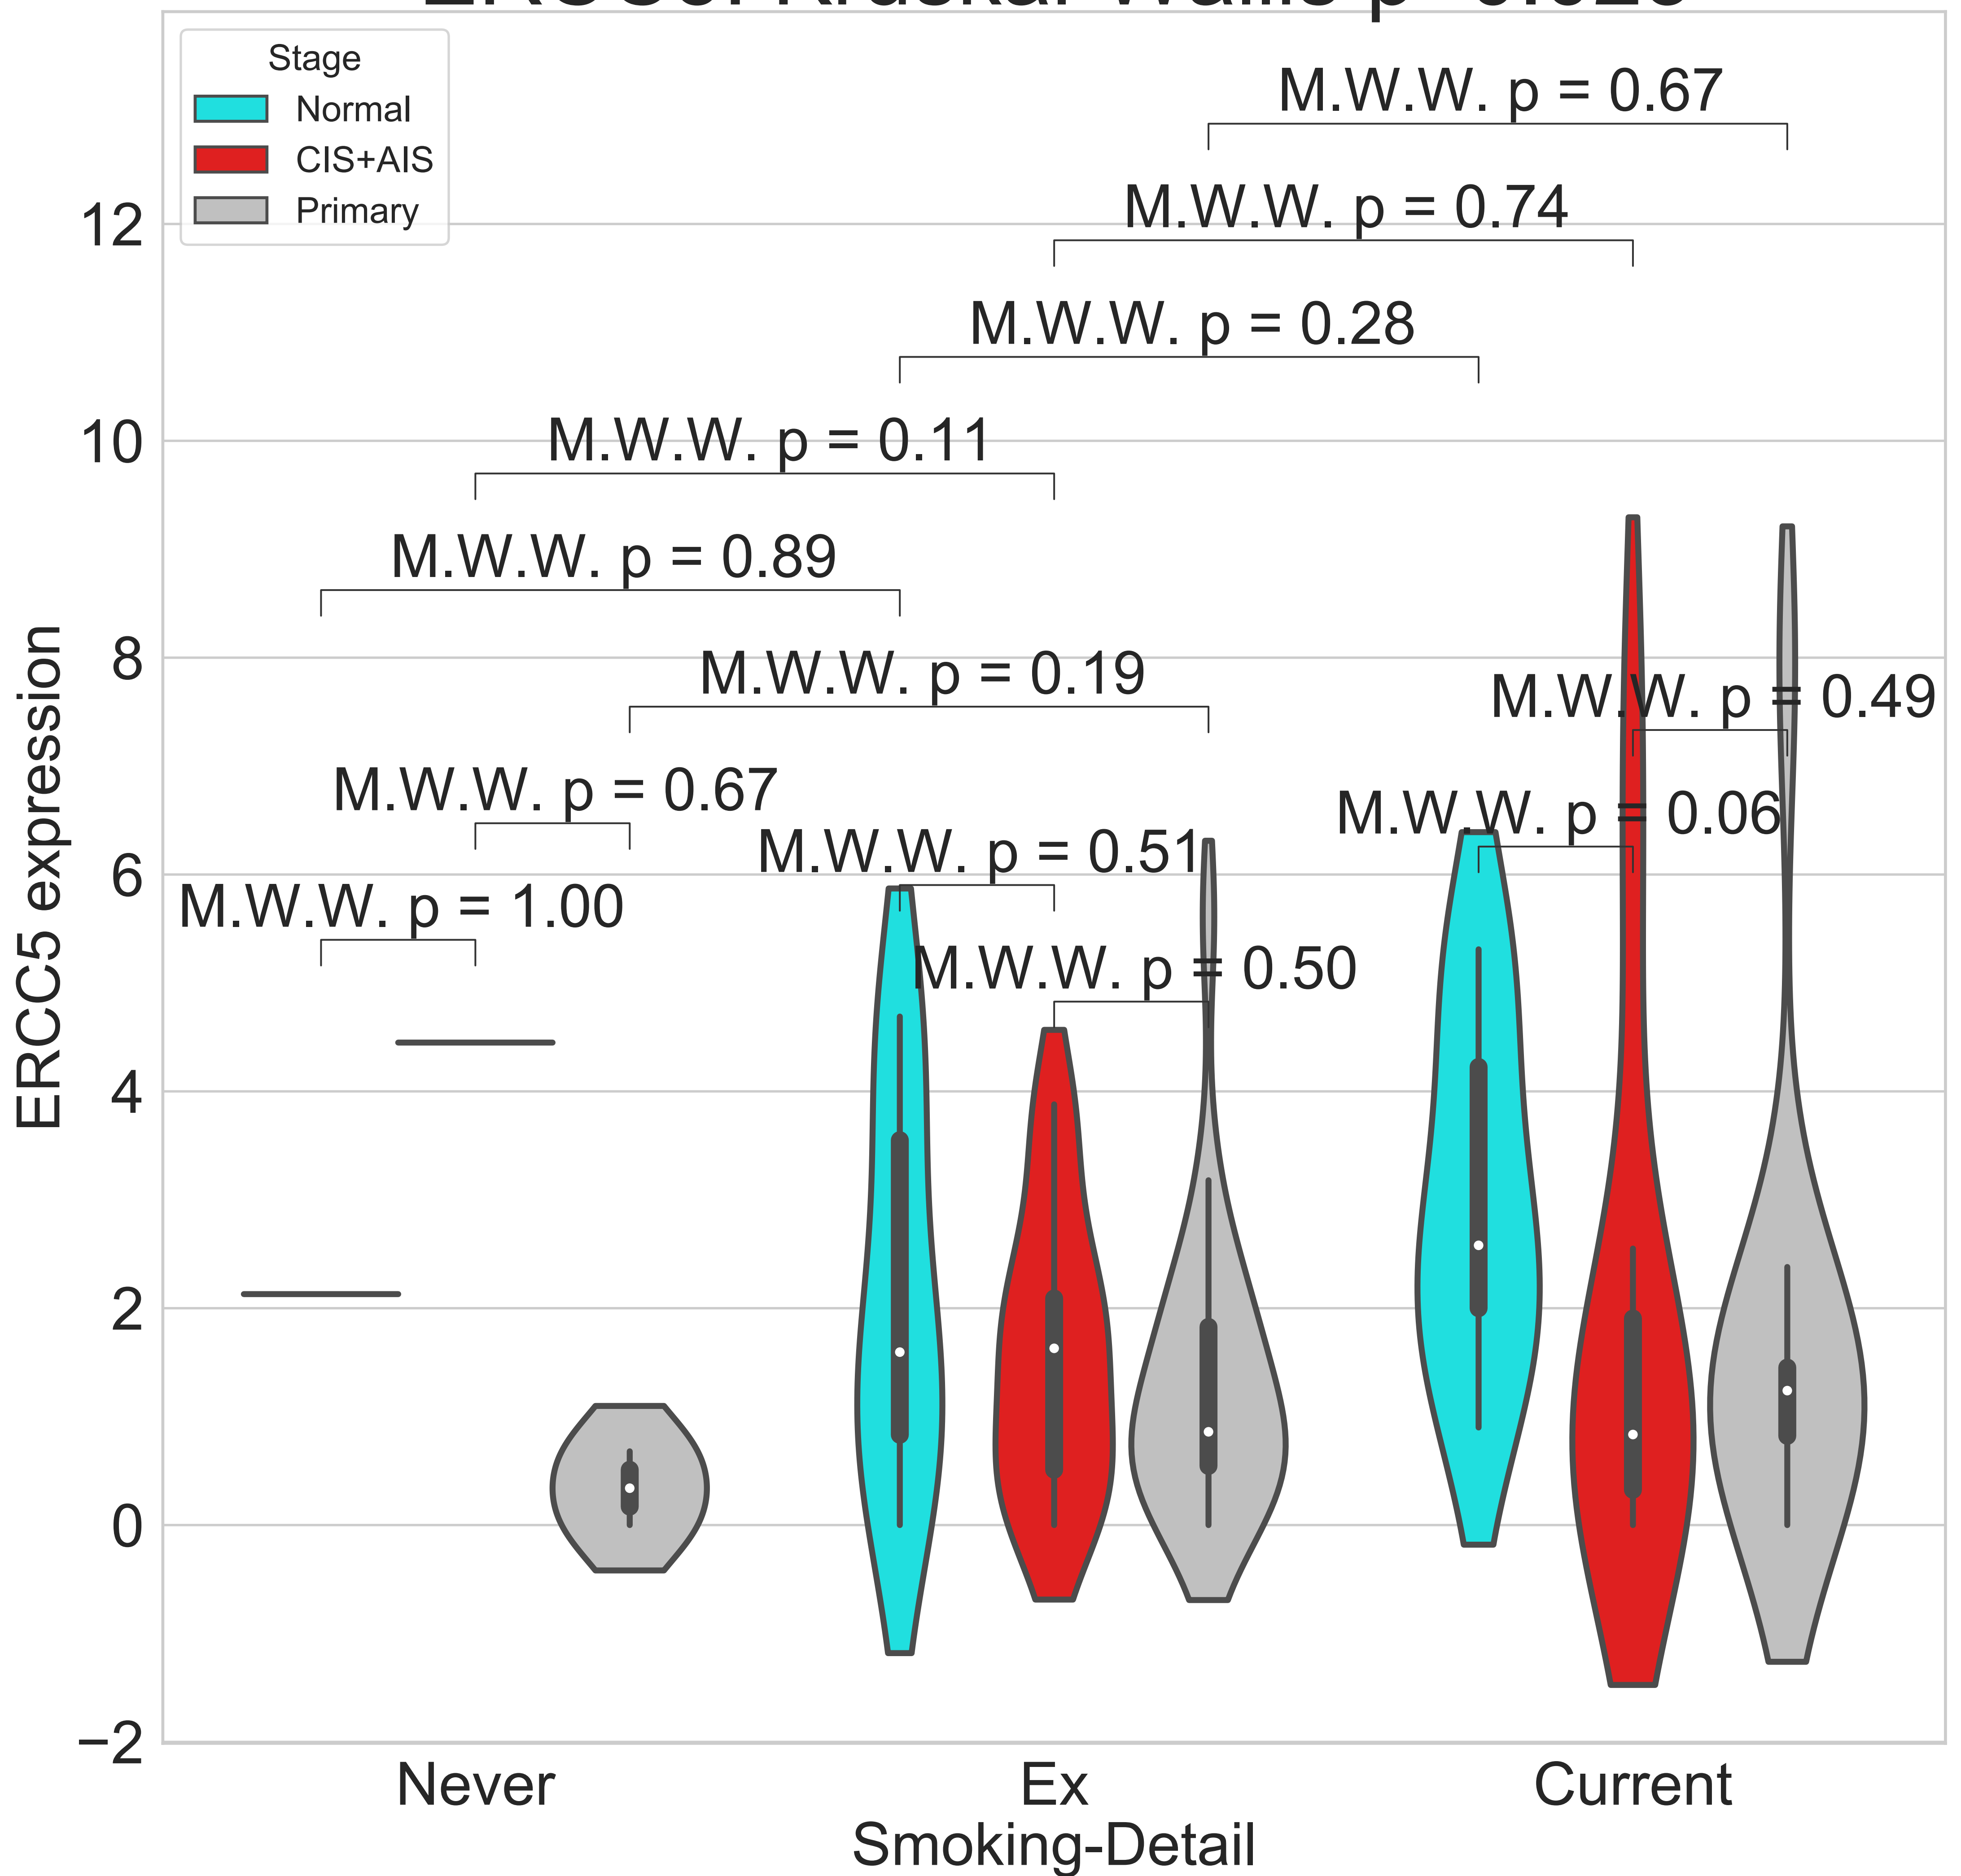 Stage
Normal
CIS+AIS
Primary
M.W.W. p = 0.67
M.W.W. p = 0.74
M.W.W. p = 0.28
M.W.W. p = 0.11
M.W.W. p = 0.89
M.W.W. p = 0.19
M.W.W. p = 0.49
M.W.W. p = 0.67
M.W.W. p = 0.06
M.W.W. p = 0.51
M.W.W. p = 1.00
M.W.W. p = 0.50
ERCC5 expression
12
10
8
6
4
2
0
−2
Never
Ex
Current
Smoking-Detail